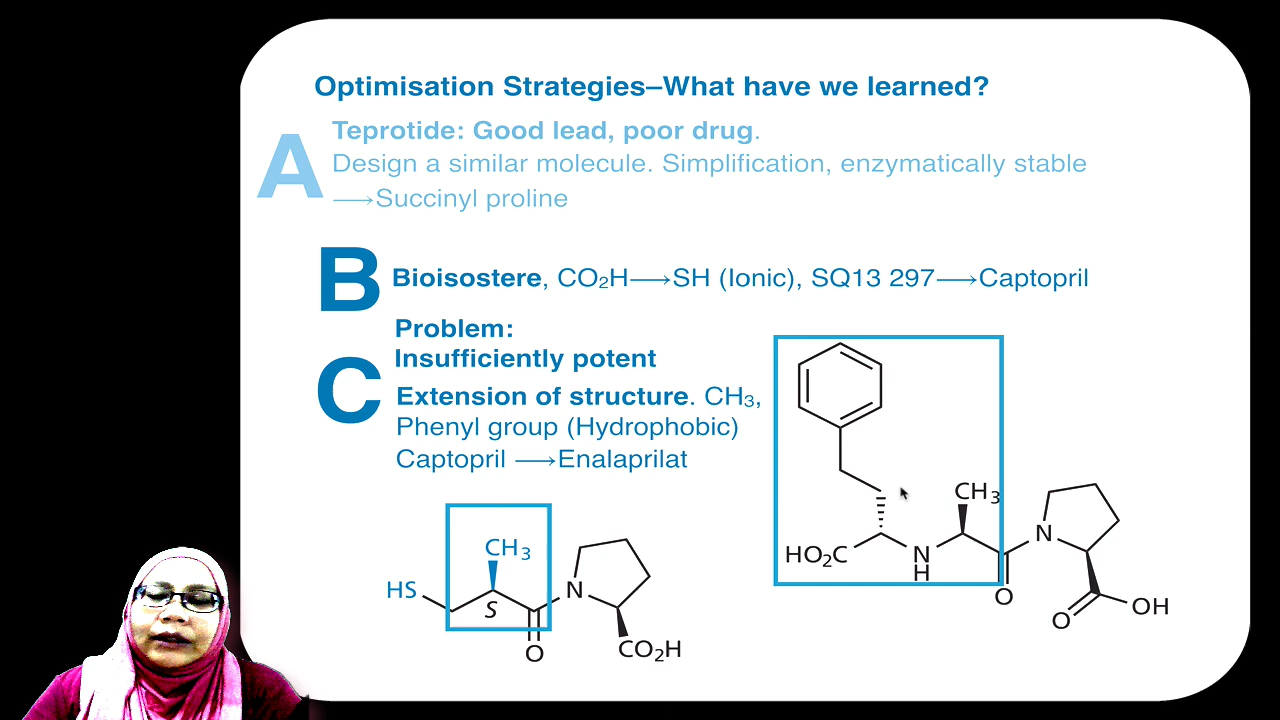 Optimisation Strategies–What have we learned?
A
Teprotide: Good lead, poor drug.
Design a similar molecule. Simplification, enzymatically stable
⟶Succinyl proline
B
Bioisostere, CO₂H⟶SH (Ionic), SQ13 297⟶Captopril
C
Problem:
Insufficiently potent
Extension of structure. CH₃,
Phenyl group (Hydrophobic)
Captopril ⟶Enalaprilat
HS
CH₃
S
O
N
CO₂H
HO₂C
N
H
CH₃
O
N
O
OH